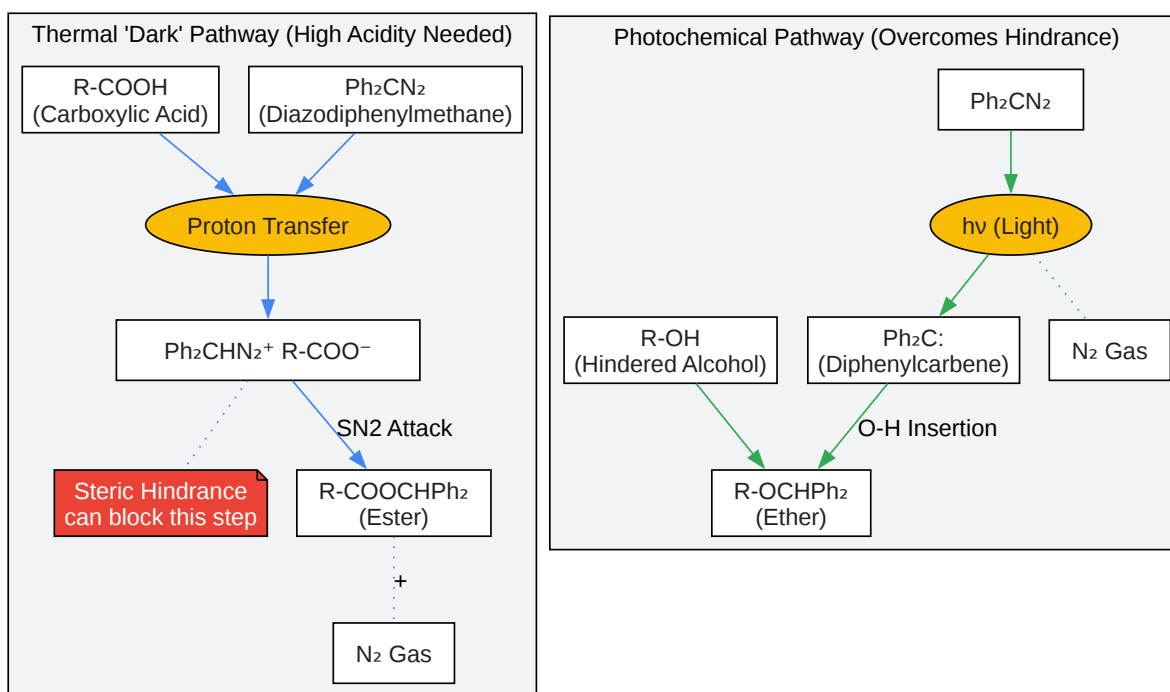 Thermal 'Dark' Pathway (High Acidity Needed)
R-COOH
(Carboxylic Acid)
Ph₂CN₂
(Diazodiphenylmethane)
Proton Transfer
Ph₂CHN₂⁺ R-COO⁻
SN2 Attack
Steric Hindrance
can block this step
R-COOCHPh₂
(Ester)
+
N₂ Gas
Photochemical Pathway (Overcomes Hindrance)
Ph₂CN₂
hν (Light)
R-OH
(Hindered Alcohol)
Ph₂C:
(Diphenylcarbene)
N₂ Gas
O-H Insertion
R-OCHPh₂
(Ether)